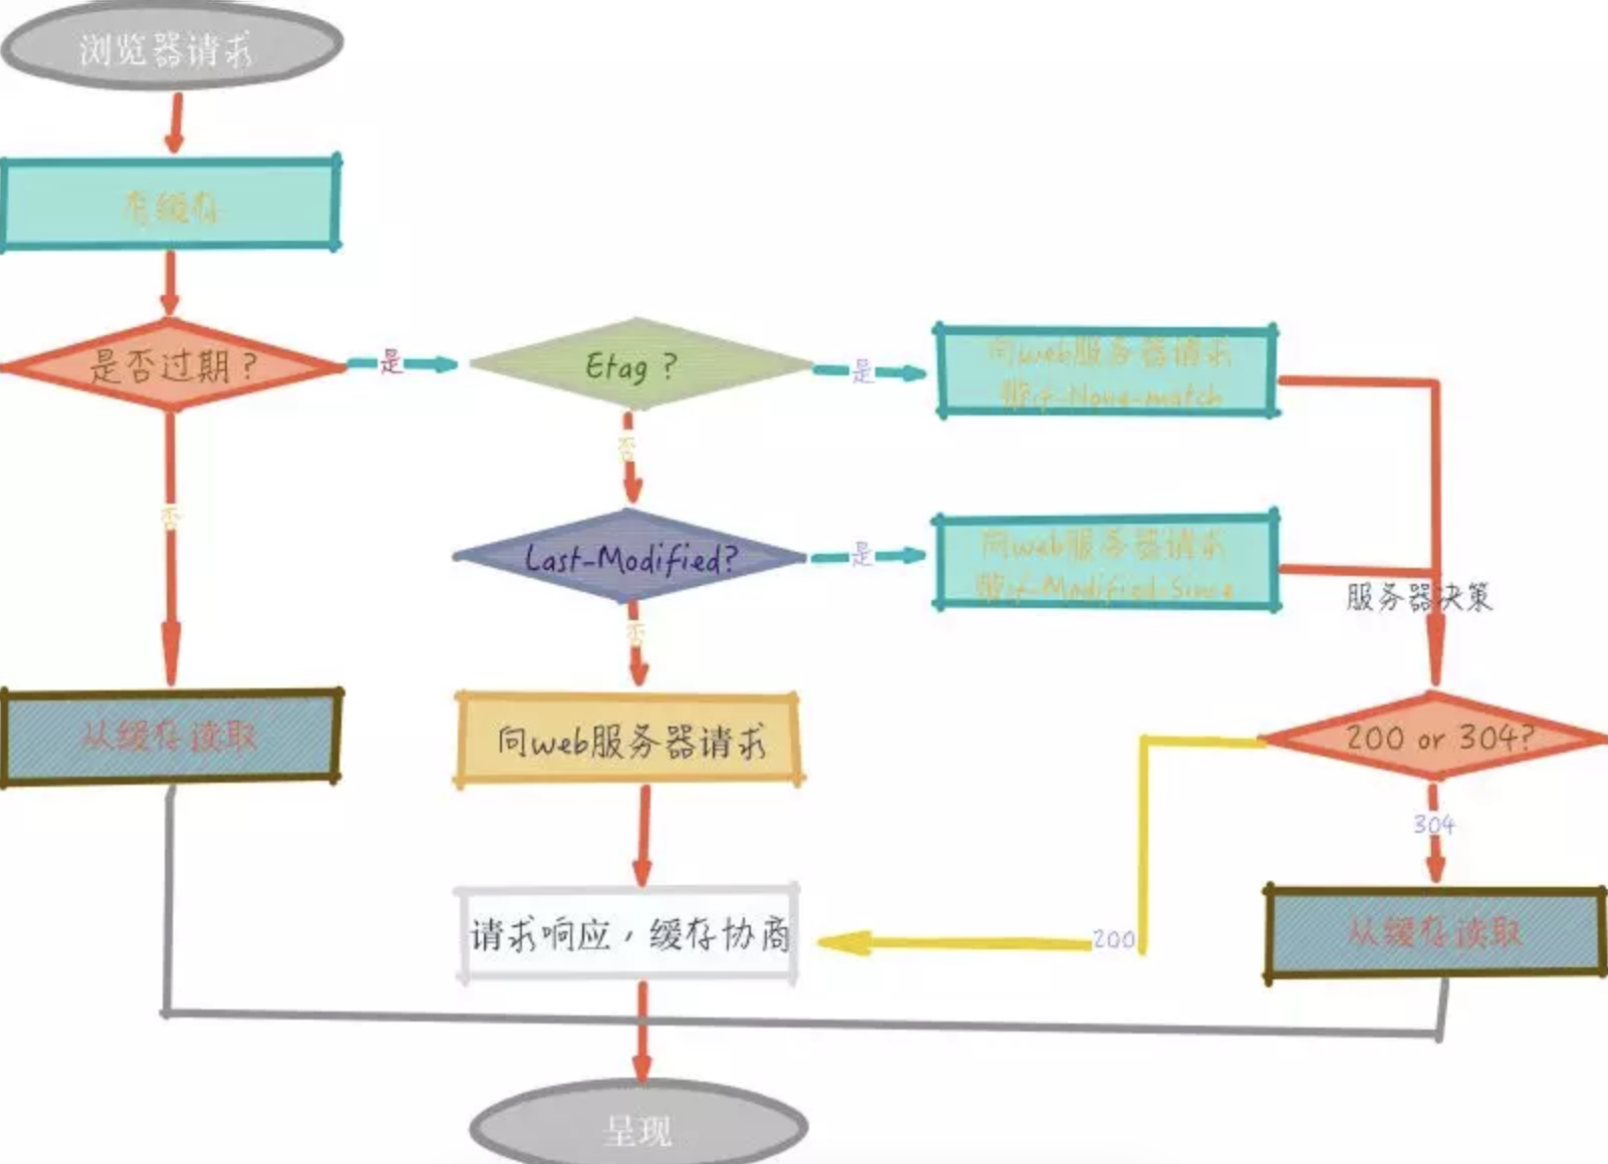 浏览器请求
有缓存
是否过期?
是
Etag ?
是
向web服务器请求
带If-None-match
否
否
Last-Modified?
是
向web服务器请求
带If-Modified-Since
服务器决策
否
从缓存读取
向web服务器请求
200 or 304?
304
请求响应,缓存协商
200
从缓存读取
呈现